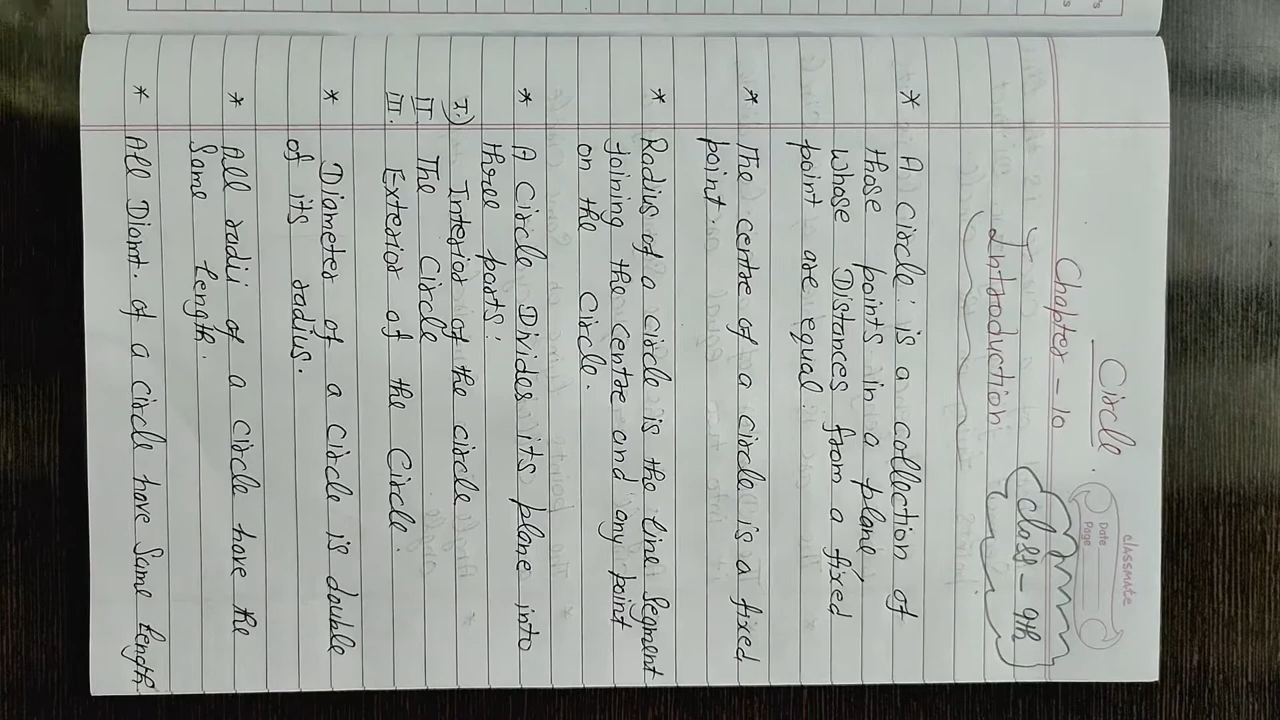 classmate
Date
Page
Circle.
Chapter - 10
Class - 9th
Introduction
* A circle: is a collection of
those points in a plane
whose Distances from a fixed
point are equal.
* The centre of a circle is a fixed
point.
* Radius of a circle is the line segment
Joining the centre and any point
on the circle.
* A circle Divides its plane into
three parts:
I.) Interior of the circle
II The Circle
III. Exterior of the Circle.
* Diameter of a circle is double
of its radius.
* All radii of a circle have the
Same length.
* All Diamt. of a circle have Same length